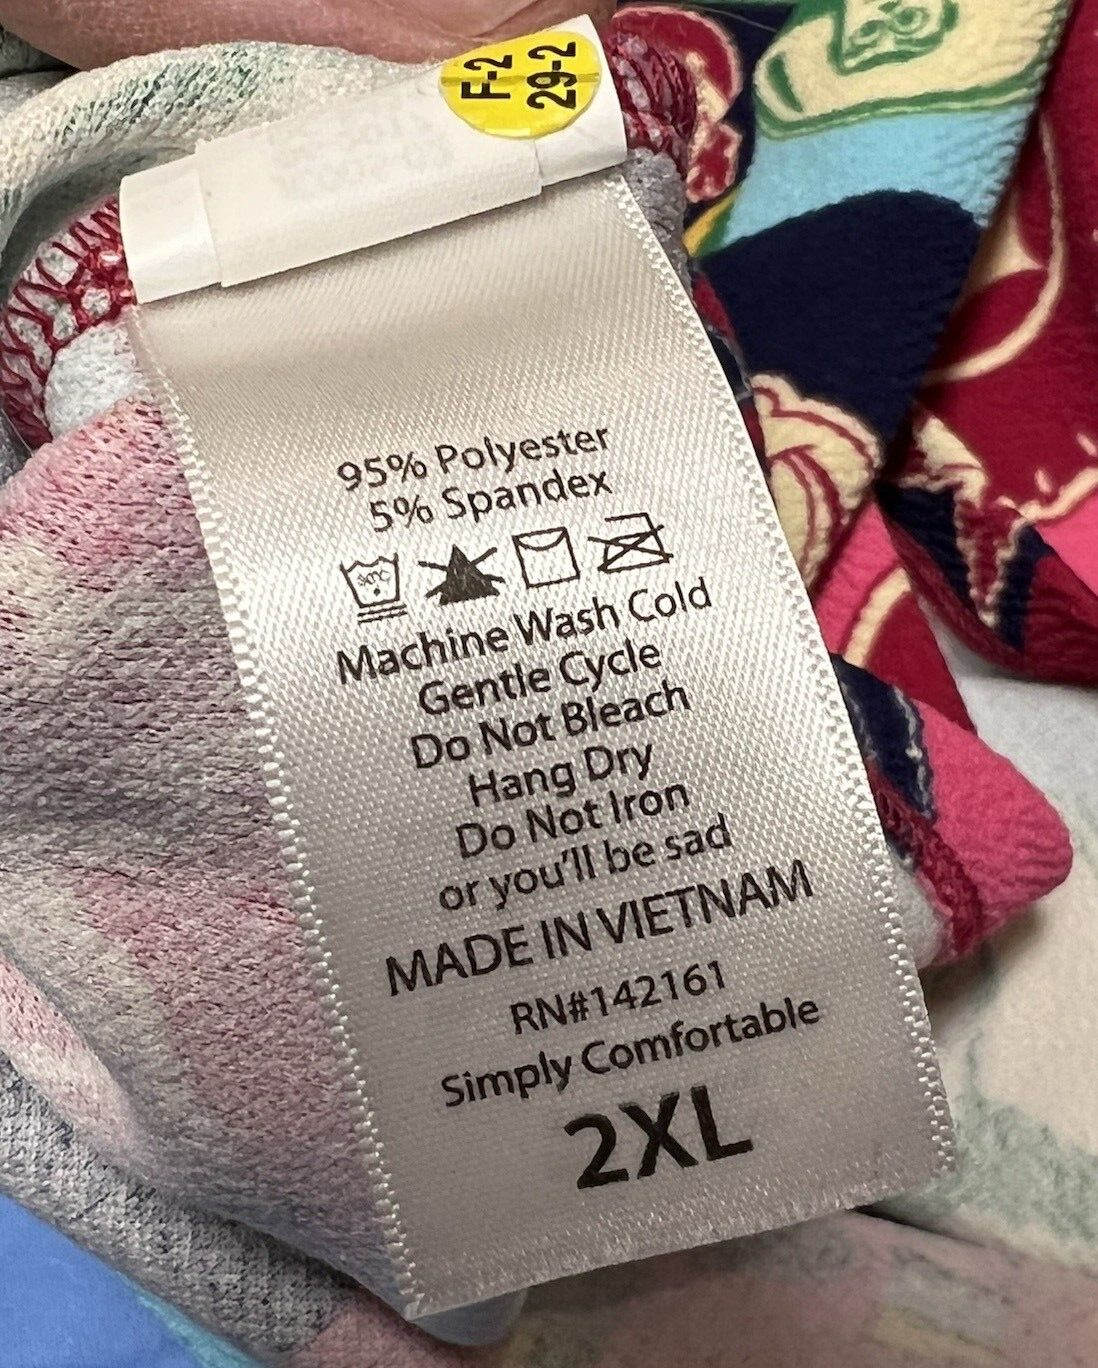 F-2
29-2
95% Polyester
5% Spandex
30°C
Machine Wash Cold
Gentle Cycle
Do Not Bleach
Hang Dry
Do Not Iron
or you'll be sad
MADE IN VIETNAM
RN#142161
Simply Comfortable
2XL